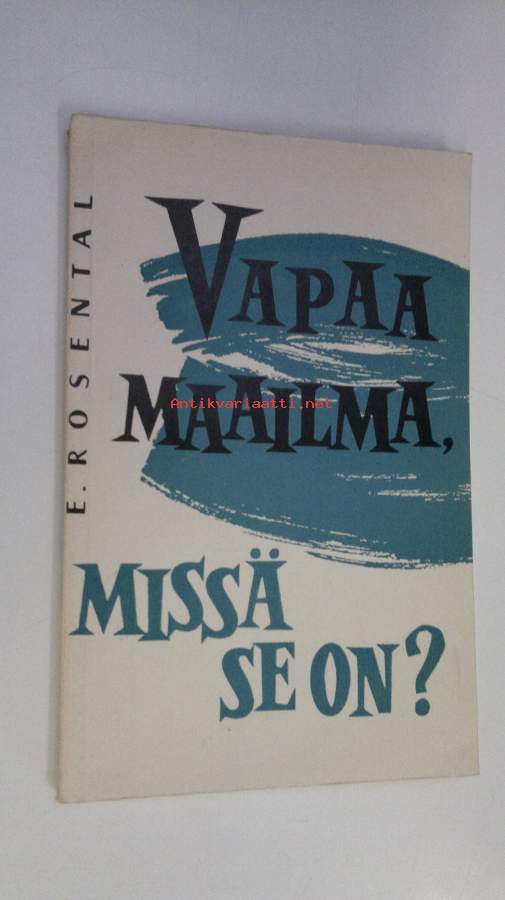 E. ROSENTAL
VAPAA
MAAILMA,
Antikvariaatti.net
MISSÄ
SE ON?